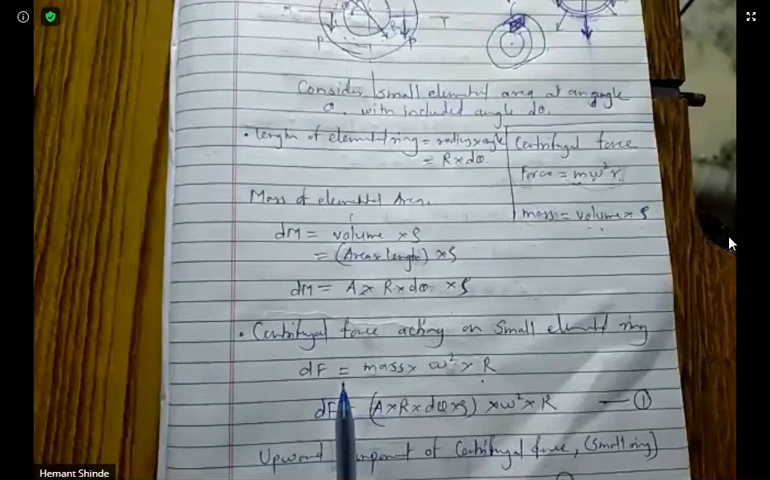 P P T
Consider small elemental area at an angle
θ, with included angle dθ.
• length of elemental ring = radius x angle
= R x dθ
Centrifugal force
Force = mω²r
mass = volume x ρ
Mass of elemental Area.
dM = volume x ρ
= (Area x length) x ρ
dM = A x R x dθ x ρ
• Centrifugal force acting on small elemental ring
dF = mass x ω² x R
dF = (A x R x dθ x ρ) x ω² x R — ①
Upward component of Centrifugal force, (small ring)
Hemant Shinde